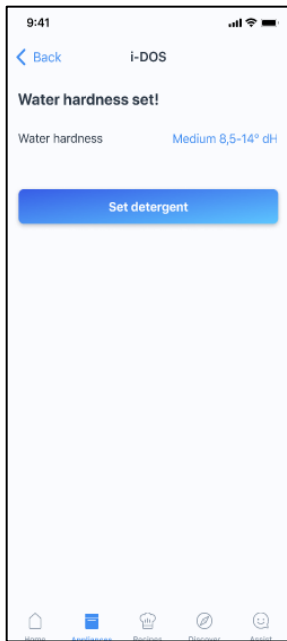 9:41
Back
i-DOS
Water hardness set!
Water hardness
Medium 8,5-14° dH
Set detergent
Home
Appliances
Recipes
Discover
Assist